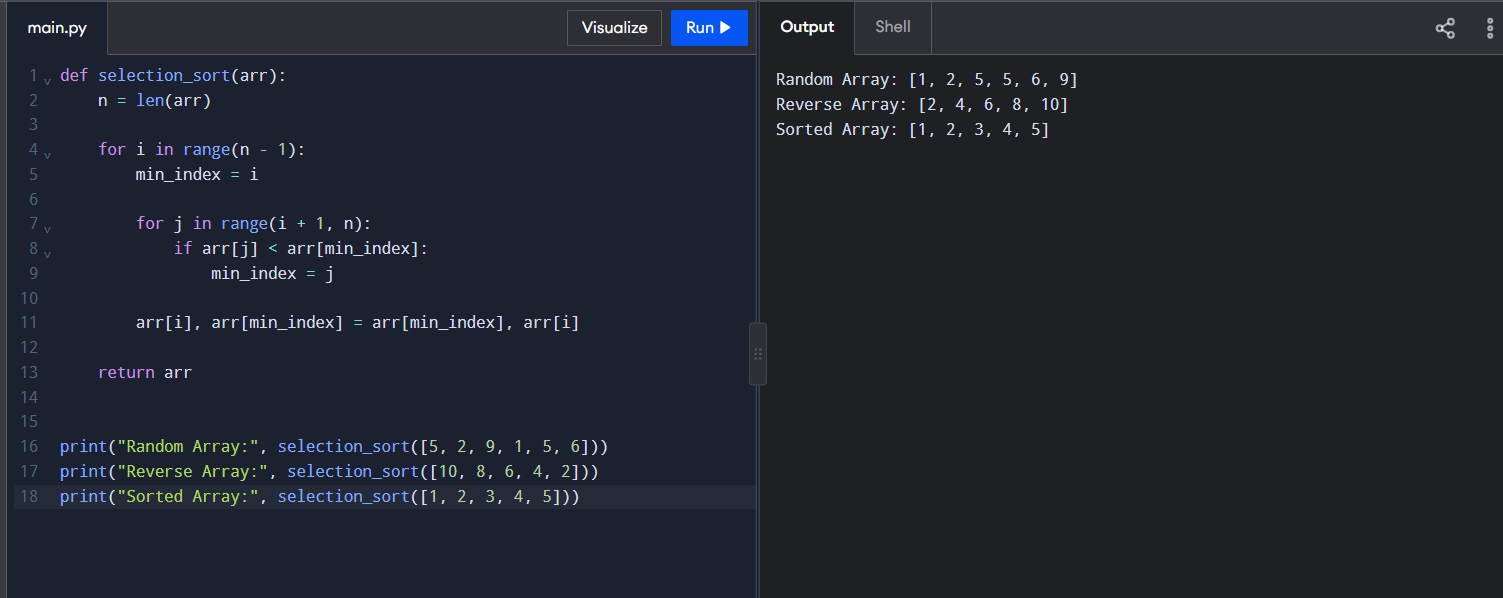 main.py
Visualize
Run
Output
Shell
1 def selection_sort(arr):
2     n = len(arr)
3
4     for i in range(n - 1):
5         min_index = i
6
7         for j in range(i + 1, n):
8             if arr[j] < arr[min_index]:
9                 min_index = j
10
11         arr[i], arr[min_index] = arr[min_index], arr[i]
12
13     return arr
14
15
16 print("Random Array:", selection_sort([5, 2, 9, 1, 5, 6]))
17 print("Reverse Array:", selection_sort([10, 8, 6, 4, 2]))
18 print("Sorted Array:", selection_sort([1, 2, 3, 4, 5]))
Random Array: [1, 2, 5, 5, 6, 9]
Reverse Array: [2, 4, 6, 8, 10]
Sorted Array: [1, 2, 3, 4, 5]